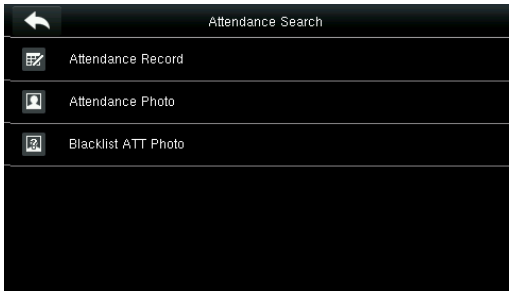 Attendance Search
Attendance Record
Attendance Photo
Blacklist ATT Photo